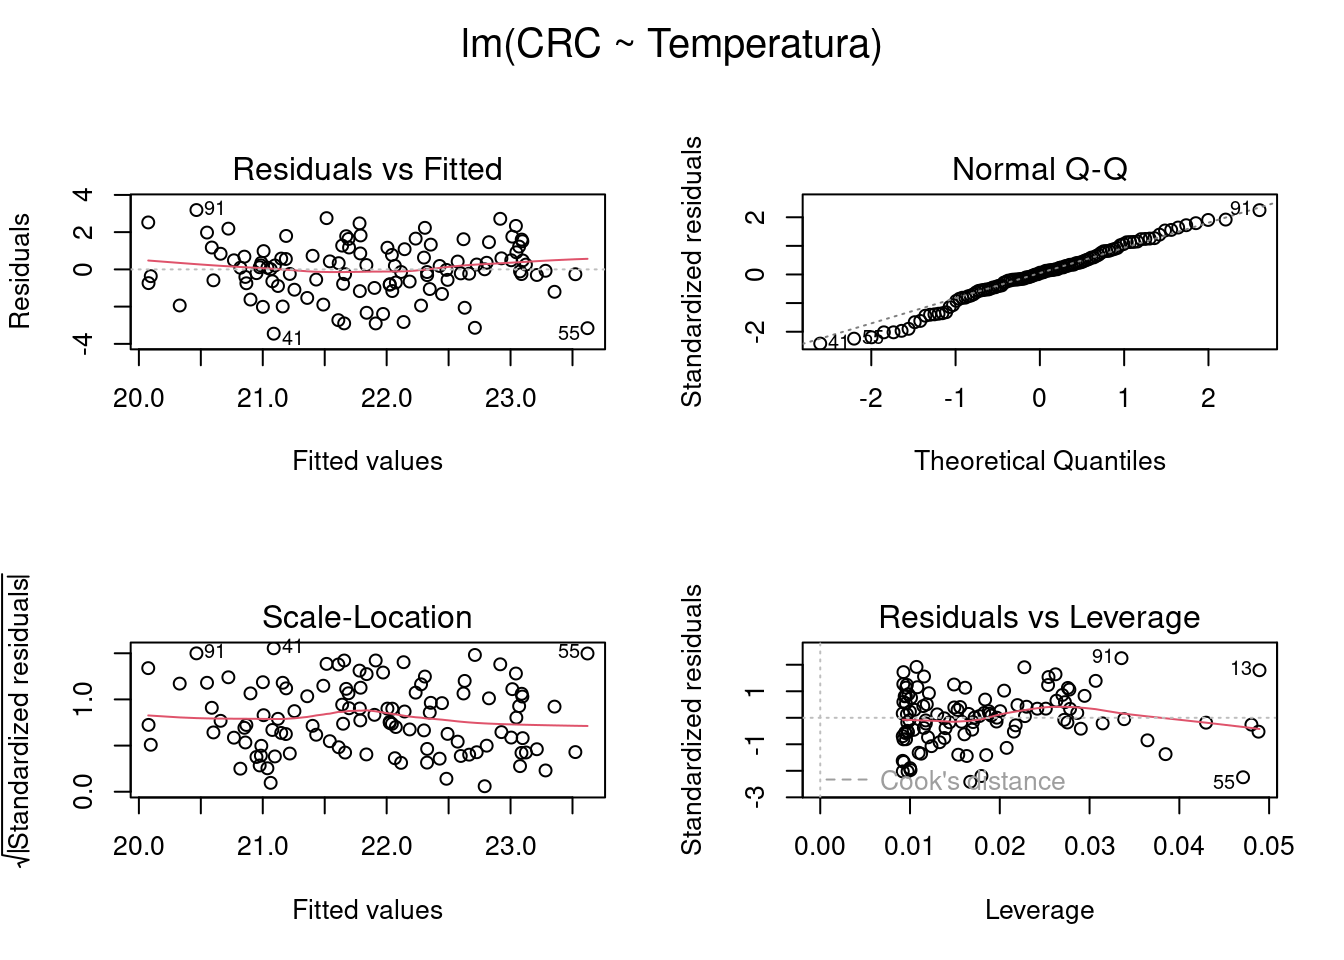 lm(CRC ~ Temperatura)
Residuals vs Fitted
Residuals
4
2
0
-4
91
41
55
20.0 21.0 22.0 23.0
Fitted values
Normal Q-Q
Standardized residuals
2
0
-2
91
41 55
-2 -1 0 1 2
Theoretical Quantiles
Scale-Location
√|Standardized residuals|
1.0
0.0
91
41
55
20.0 21.0 22.0 23.0
Fitted values
Residuals vs Leverage
Standardized residuals
1
-1
-3
91
13
55
Cook's distance
0.00 0.01 0.02 0.03 0.04 0.05
Leverage